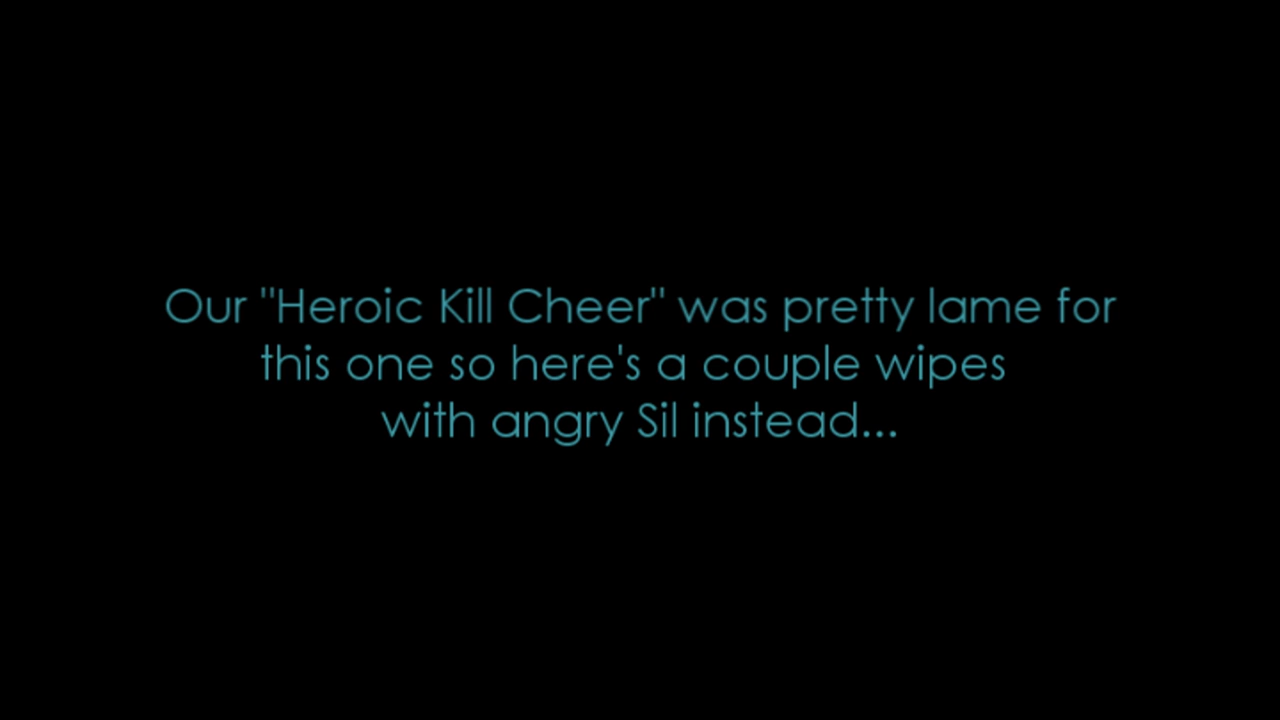 Our "Heroic Kill Cheer" was pretty lame for
this one so here's a couple wipes
with angry Sil instead...